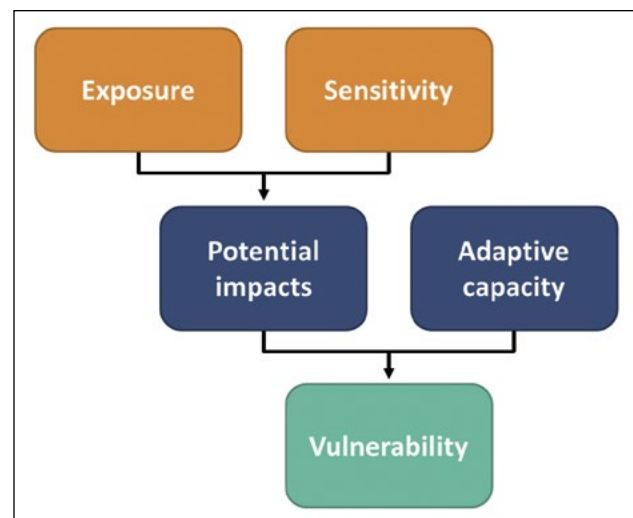 Exposure
Sensitivity
Potential
impacts
Adaptive
capacity
Vulnerability